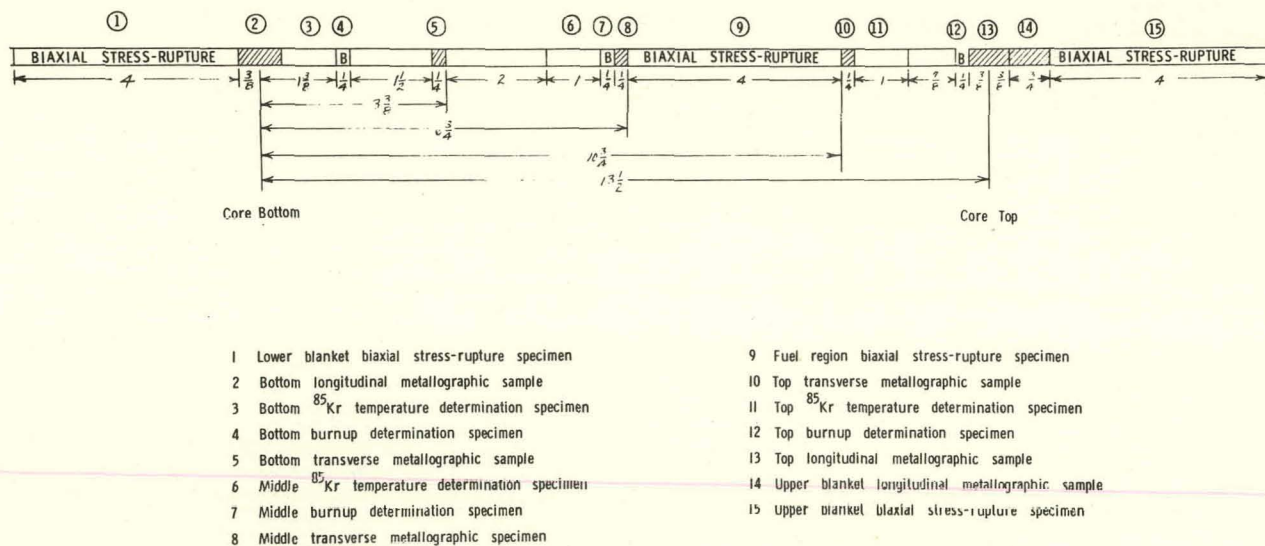 ① ② ③ ④ ⑤ ⑥ ⑦ ⑧ ⑨ ⑩ ⑪ ⑫ ⑬ ⑭ ⑮
BIAXIAL STRESS-RUPTURE B B BIAXIAL STRESS-RUPTURE B BIAXIAL STRESS-RUPTURE
4 3/8 1 3/8 1/4 1 1/2 1/4 2 1 1/4 1/4 4 1/4 1 7/8 1/4 3/8 3/4 4
3 3/8
3/4
10 3/4
13 1/2
Core Bottom Core Top
1 Lower blanket biaxial stress-rupture specimen
2 Bottom longitudinal metallographic sample
3 Bottom ⁸⁵Kr temperature determination specimen
4 Bottom burnup determination specimen
5 Bottom transverse metallographic sample
6 Middle ⁸⁵Kr temperature determination specimen
7 Middle burnup determination specimen
8 Middle transverse metallographic specimen
9 Fuel region biaxial stress-rupture specimen
10 Top transverse metallographic sample
11 Top ⁸⁵Kr temperature determination specimen
12 Top burnup determination specimen
13 Top longitudinal metallographic sample
14 Upper blanket longitudinal metallographic sample
15 Upper blanket biaxial stress-rupture specimen